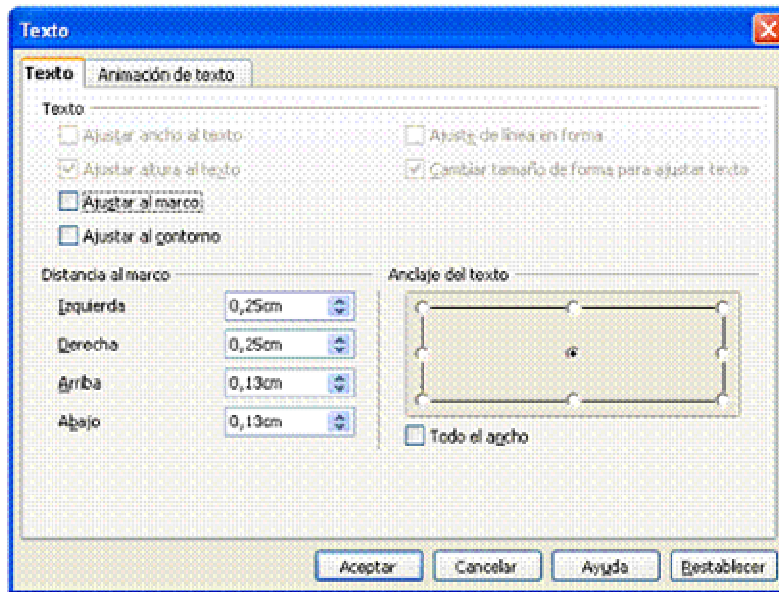 Texto
Texto Animación de texto
Texto
Ajustar ancho al texto Ajuste de línea en forma
Ajustar altura al texto Cambiar tamaño de forma para ajustar texto
Ajustar al marco
Ajustar al contorno
Distancia al marco Anclaje del texto
Izquierda 0,25cm
Derecha 0,25cm
Arriba 0,13cm
Abajo 0,13cm
Todo el ancho
Aceptar Cancelar Ayuda Restablecer